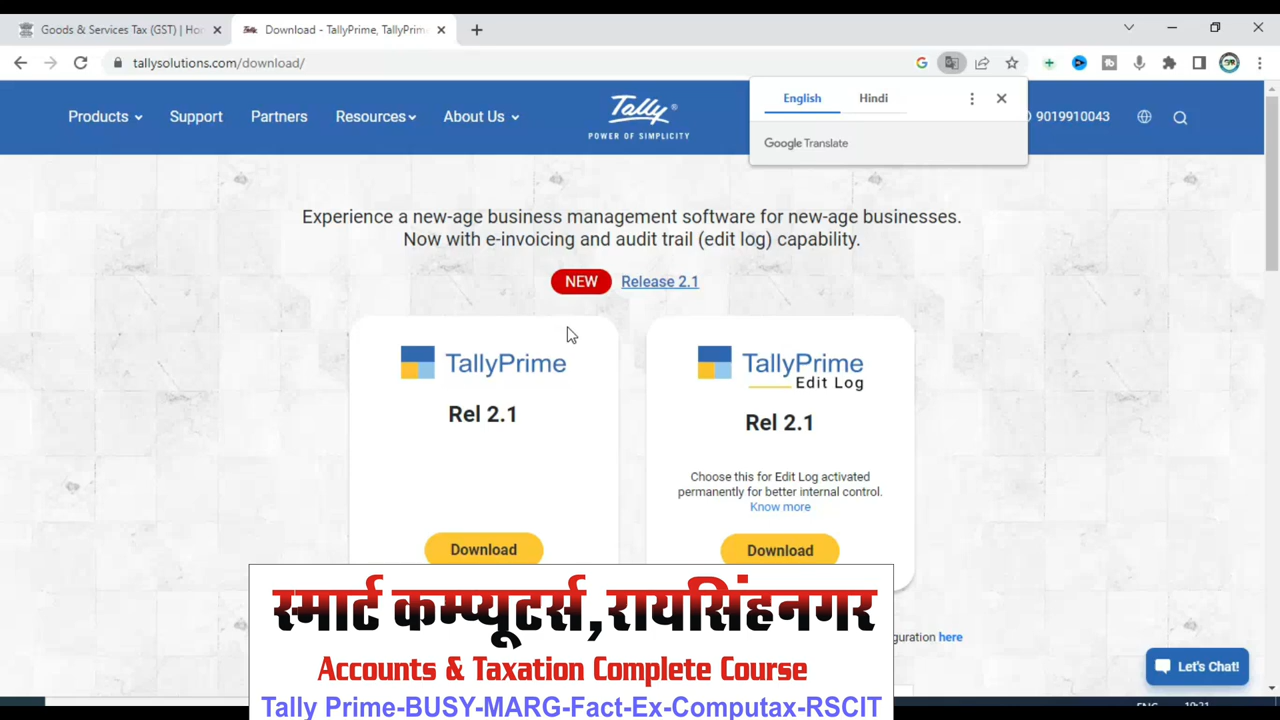 Goods & Services Tax (GST) | Ho
Download - TallyPrime, TallyPrim
tallysolutions.com/download/
Products
Support
Partners
Resources
About Us
Tally
POWER OF SIMPLICITY
English
Hindi
Google Translate
9019910043
Experience a new-age business management software for new-age businesses.
Now with e-invoicing and audit trail (edit log) capability.
NEW Release 2.1
TallyPrime
Rel 2.1
Download
TallyPrime
Edit Log
Rel 2.1
Choose this for Edit Log activated
permanently for better internal control.
Know more
Download
guration here
Let's Chat!
स्मार्ट कम्प्यूटर्स,रायसिंहनगर
Accounts & Taxation Complete Course
Tally Prime-BUSY-MARG-Fact-Ex-Computax-RSCIT